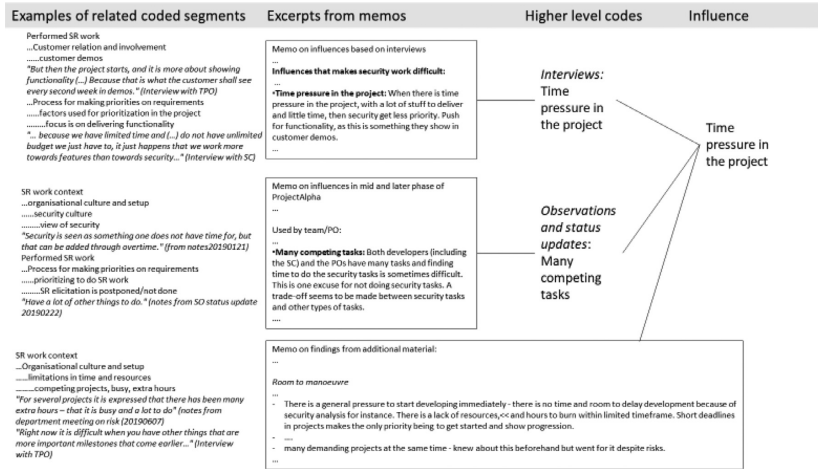 Examples of related coded segments
Excerpts from memos
Higher level codes
Influence
Performed SR work
...Customer relation and involvement
......customer demos
"But then the project starts, and it is more about showing
functionality (...) Because that is what the customer shall see
every second week in demos." (Interview with TPO)
...Process for making priorities on requirements
......factors used for prioritization in the project
.........focus is on delivering functionality
"... because we have limited time and (...) do not have unlimited
budget we just have to, it just happens that we work more
towards features than towards security..." (Interview with SC)
Memo on influences based on interviews
...
Influences that makes security work difficult:
...
•Time pressure in the project: When there is time
pressure in the project, with a lot of stuff to deliver
and little time, then security get less priority. Push
for functionality, as this is something they show in
customer demos.
...
Interviews:
Time
pressure in
the project
Time
pressure in
the project
SR work context
...organisational culture and setup
......security culture
.........view of security
"Security is seen as something one does not have time for, but
that can be added through overtime." (from notes20190121)
Performed SR work
...Process for making priorities on requirements
......prioritizing to do SR work
.........SR elicitation is postponed/not done
"Have a lot of other things to do." (notes from SO status update
20190222)
Memo on influences in mid and later phase of
ProjectAlpha
...
Used by team/PO:
...
•Many competing tasks: Both developers (including
the SC) and the POs have many tasks and finding
time to do the security tasks is sometimes difficult.
This is one excuse for not doing security tasks. A
trade-off seems to be made between security tasks
and other types of tasks.
....
Observations
and status
updates:
Many
competing
tasks
SR work context
...Organisational culture and setup
......limitations in time and resources
.........competing projects, busy, extra hours
"For several projects it is expressed that there has been many
extra hours – that it is busy and a lot to do" (notes from
department meeting on risk (20190607)
"Right now it is difficult when you have other things that are
more important milestones that come earlier..." (Interview
with TPO)
Memo on findings from additional material:
...
Room to manoeuvre
...
- There is a general pressure to start developing immediately - there is no time and room to delay development because of
security analysis for instance. There is a lack of resources,<< and hours to burn within limited timeframe. Short deadlines
in projects makes the only priority being to get started and show progression.
- ....
- many demanding projects at the same time - knew about this beforehand but went for it despite risks.
...